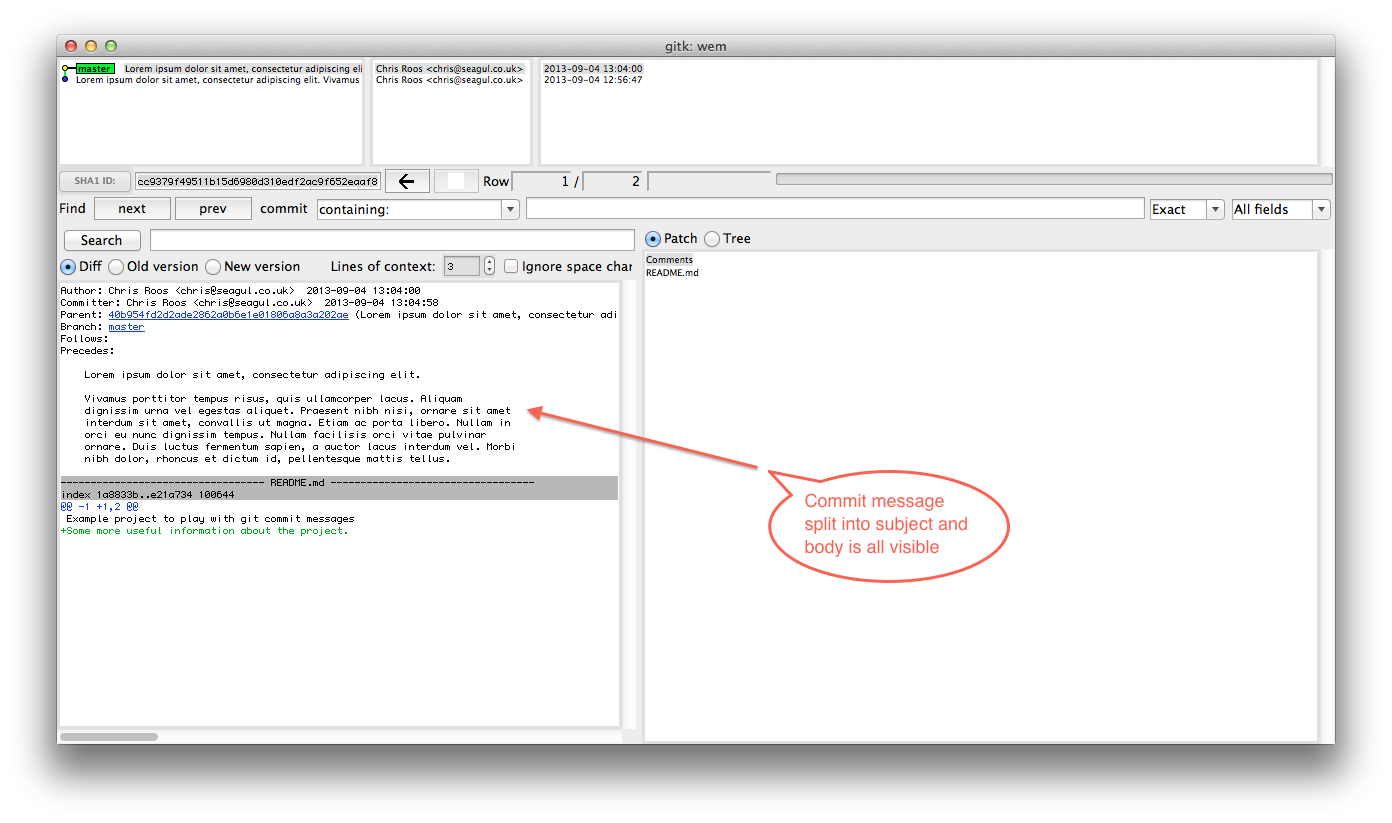 gitk: wem
master Lorem ipsum dolor sit amet, consectetur adipiscing eli
Chris Roos <chris@seagul.co.uk>
2013-09-04 13:04:00
Lorem ipsum dolor sit amet, consectetur adipiscing elit. Vivamus
Chris Roos <chris@seagul.co.uk>
2013-09-04 12:56:47
SHA1 ID: cc9379f49511b15d6980d310edf2ac9f652eaaf8 Row 1 / 2
Find next prev commit containing: Exact All fields
Search
Patch Tree
Diff Old version New version Lines of context: 3 Ignore space char
Comments
README.md
Author: Chris Roos <chris@seagul.co.uk>  2013-09-04 13:04:00
Committer: Chris Roos <chris@seagul.co.uk>  2013-09-04 13:04:58
Parent: 40b954fd2d2ade2862a0b6e1e01806a8a3a202ae (Lorem ipsum dolor sit amet, consectetur adi
Branch: master
Follows:
Precedes:
Lorem ipsum dolor sit amet, consectetur adipiscing elit.
Vivamus porttitor tempus risus, quis ullamcorper lacus. Aliquam
dignissim urna vel egestas aliquet. Praesent nibh nisi, ornare sit amet
interdum sit amet, convallis ut magna. Etiam ac porta libero. Nullam in
orci eu nunc dignissim tempus. Nullam facilisis orci vitae pulvinar
ornare. Duis luctus fermentum sapien, a auctor lacus interdum vel. Morbi
nibh dolor, rhoncus et dictum id, pellentesque mattis tellus.
---------------------------------- README.md ----------------------------------
index 1a8833b..e21a734 100644
@@ -1 +1,2 @@
Example project to play with git commit messages
+Some more useful information about the project.
Commit message
split into subject and
body is all visible